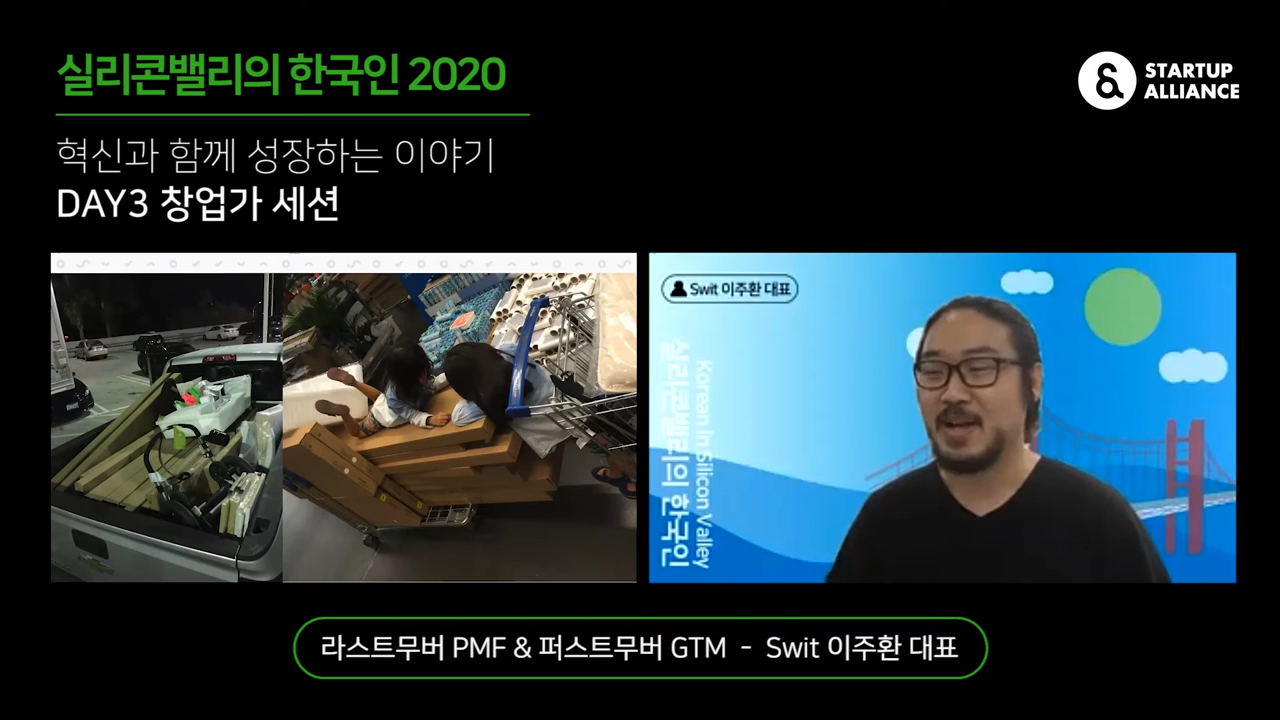 실리콘밸리의 한국인 2020
혁신과 함께 성장하는 이야기
DAY3 창업가 세션
STARTUP
ALLIANCE
Swit 이주환 대표
Korean in Silicon Valley
실리콘밸리의 한국인
라스트무버 PMF & 퍼스트무버 GTM - Swit 이주환 대표